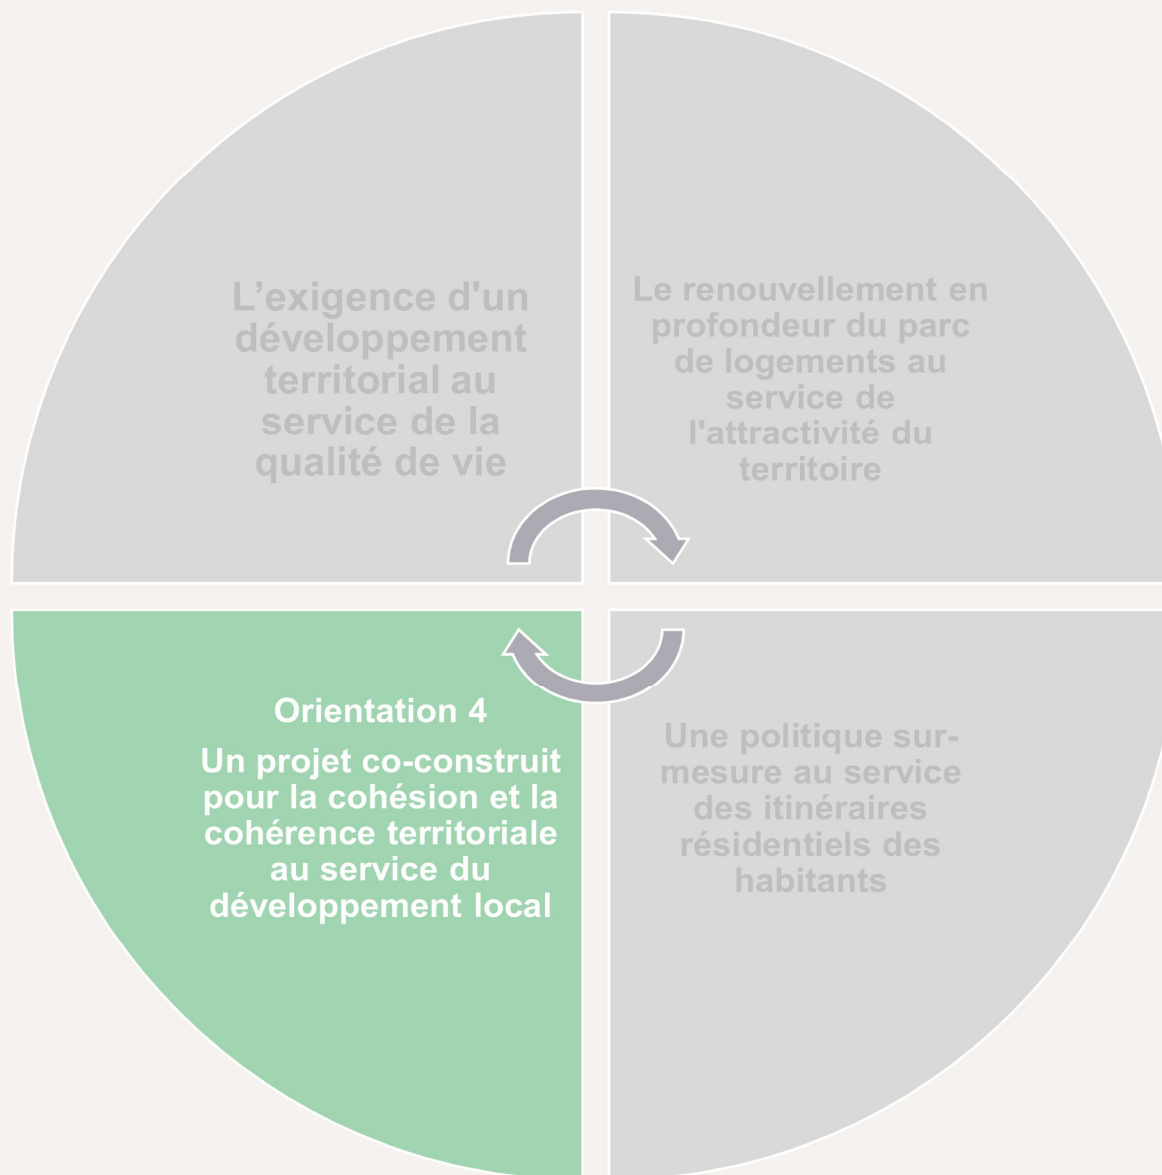 L’exigence d'un
développement
territorial au
service de la
qualité de vie
Le renouvellement en
profondeur du parc
de logements au
service de
l'attractivité du
territoire
Orientation 4
Un projet co-construit
pour la cohésion et la
cohérence territoriale
au service du
développement local
Une politique sur-
mesure au service
des itinéraires
résidentiels des
habitants